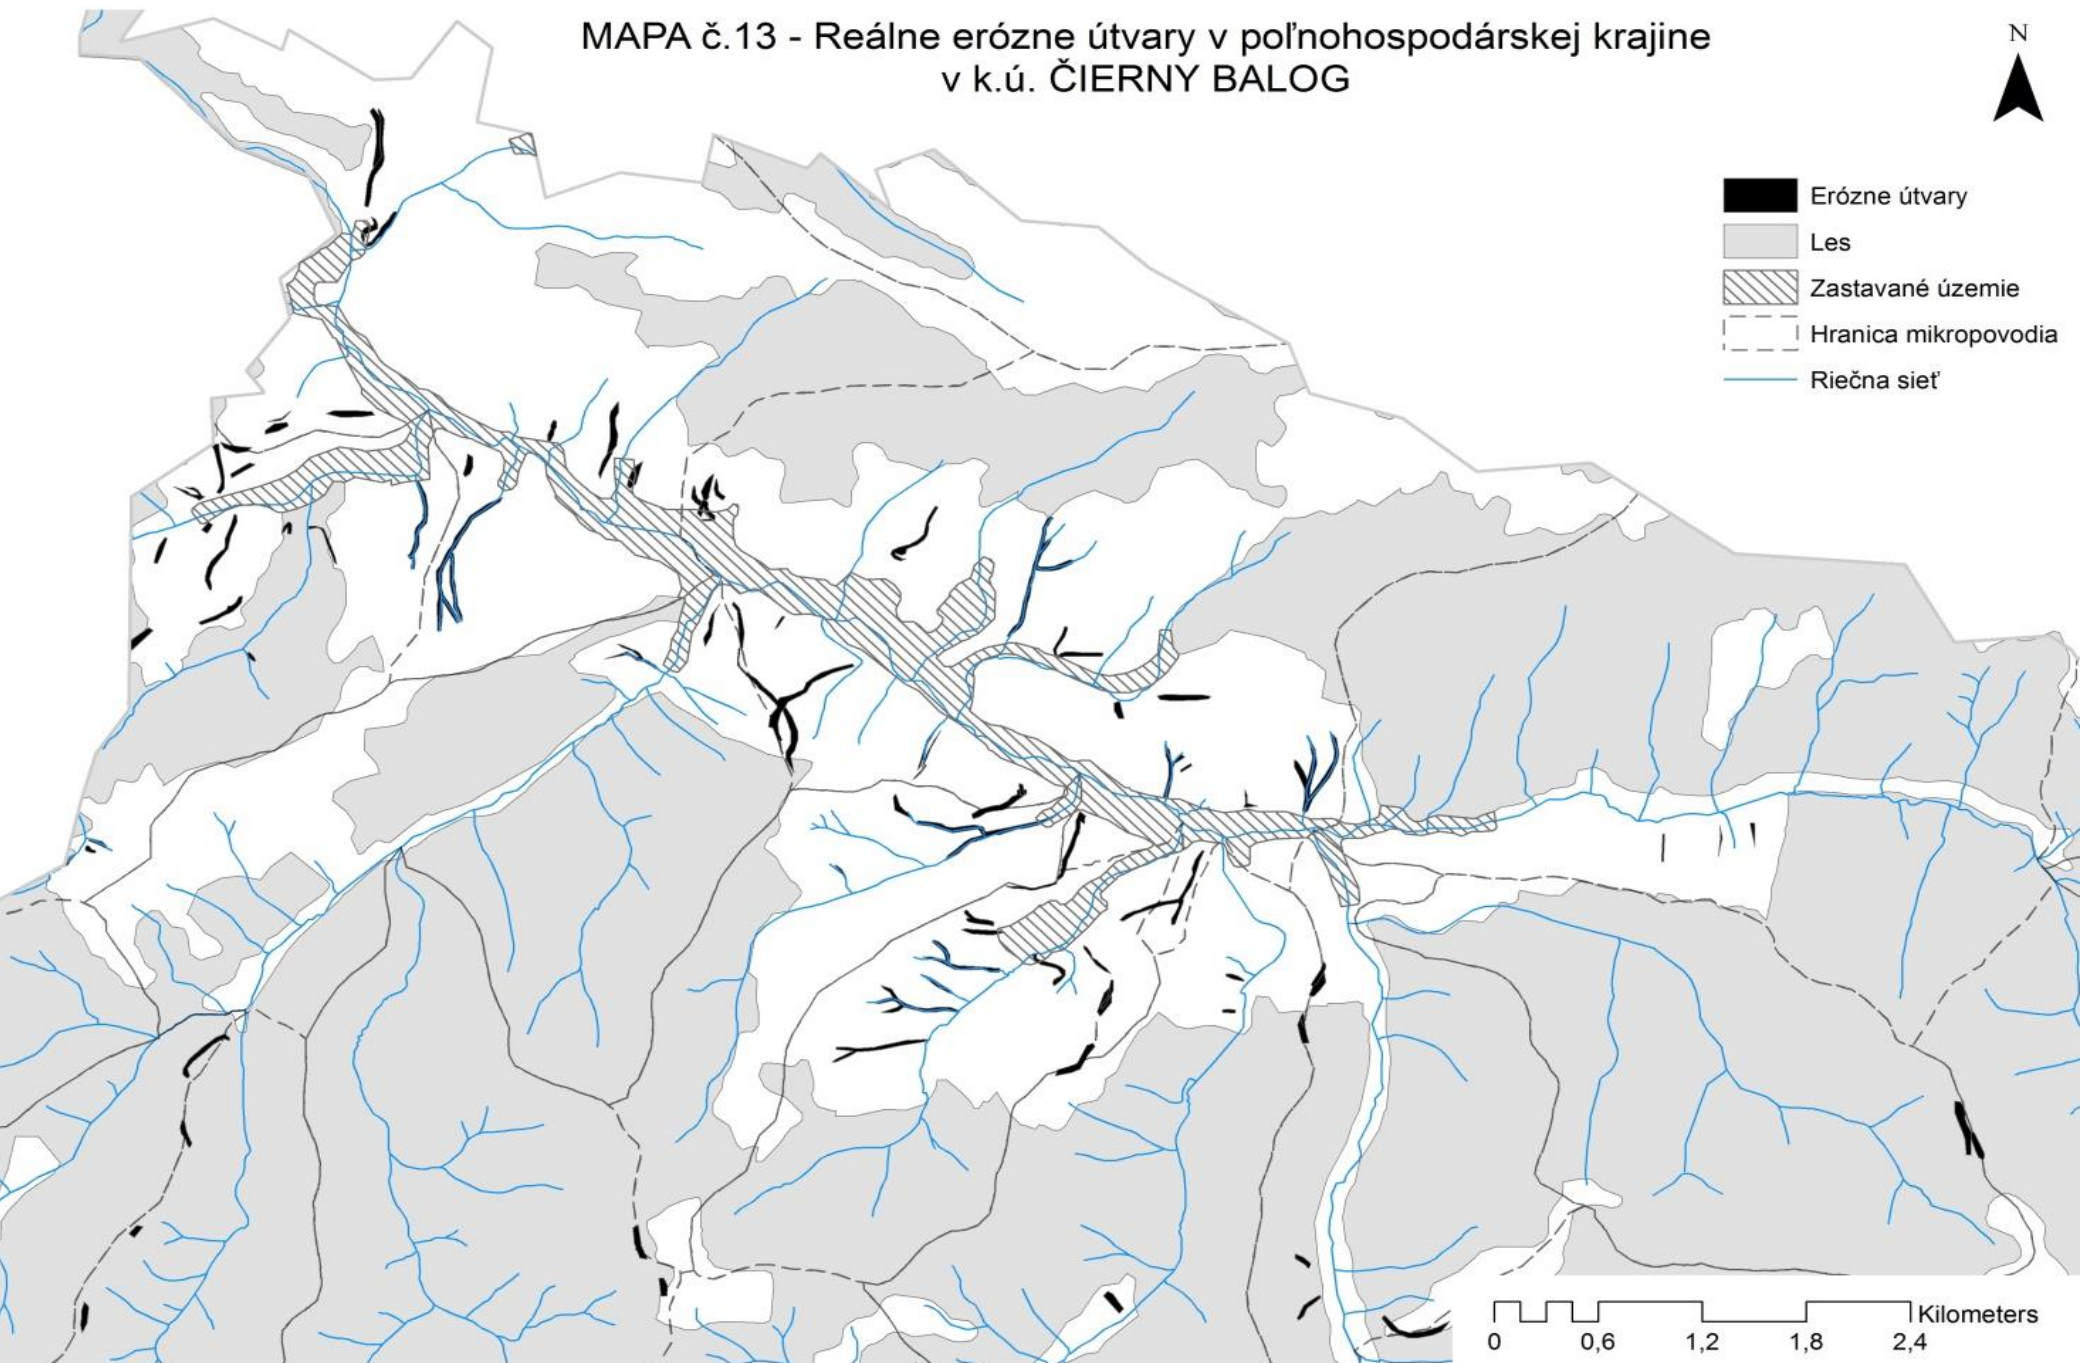 MAPA č.13 - Reálne erózne útvary v poľnohospodárskej krajine
v k.ú. ČIERNY BALOG
N
Erózne útvary
Les
Zastavané územie
Hranica mikropovodia
Riečna sieť
Kilometers
0 0,6 1,2 1,8 2,4